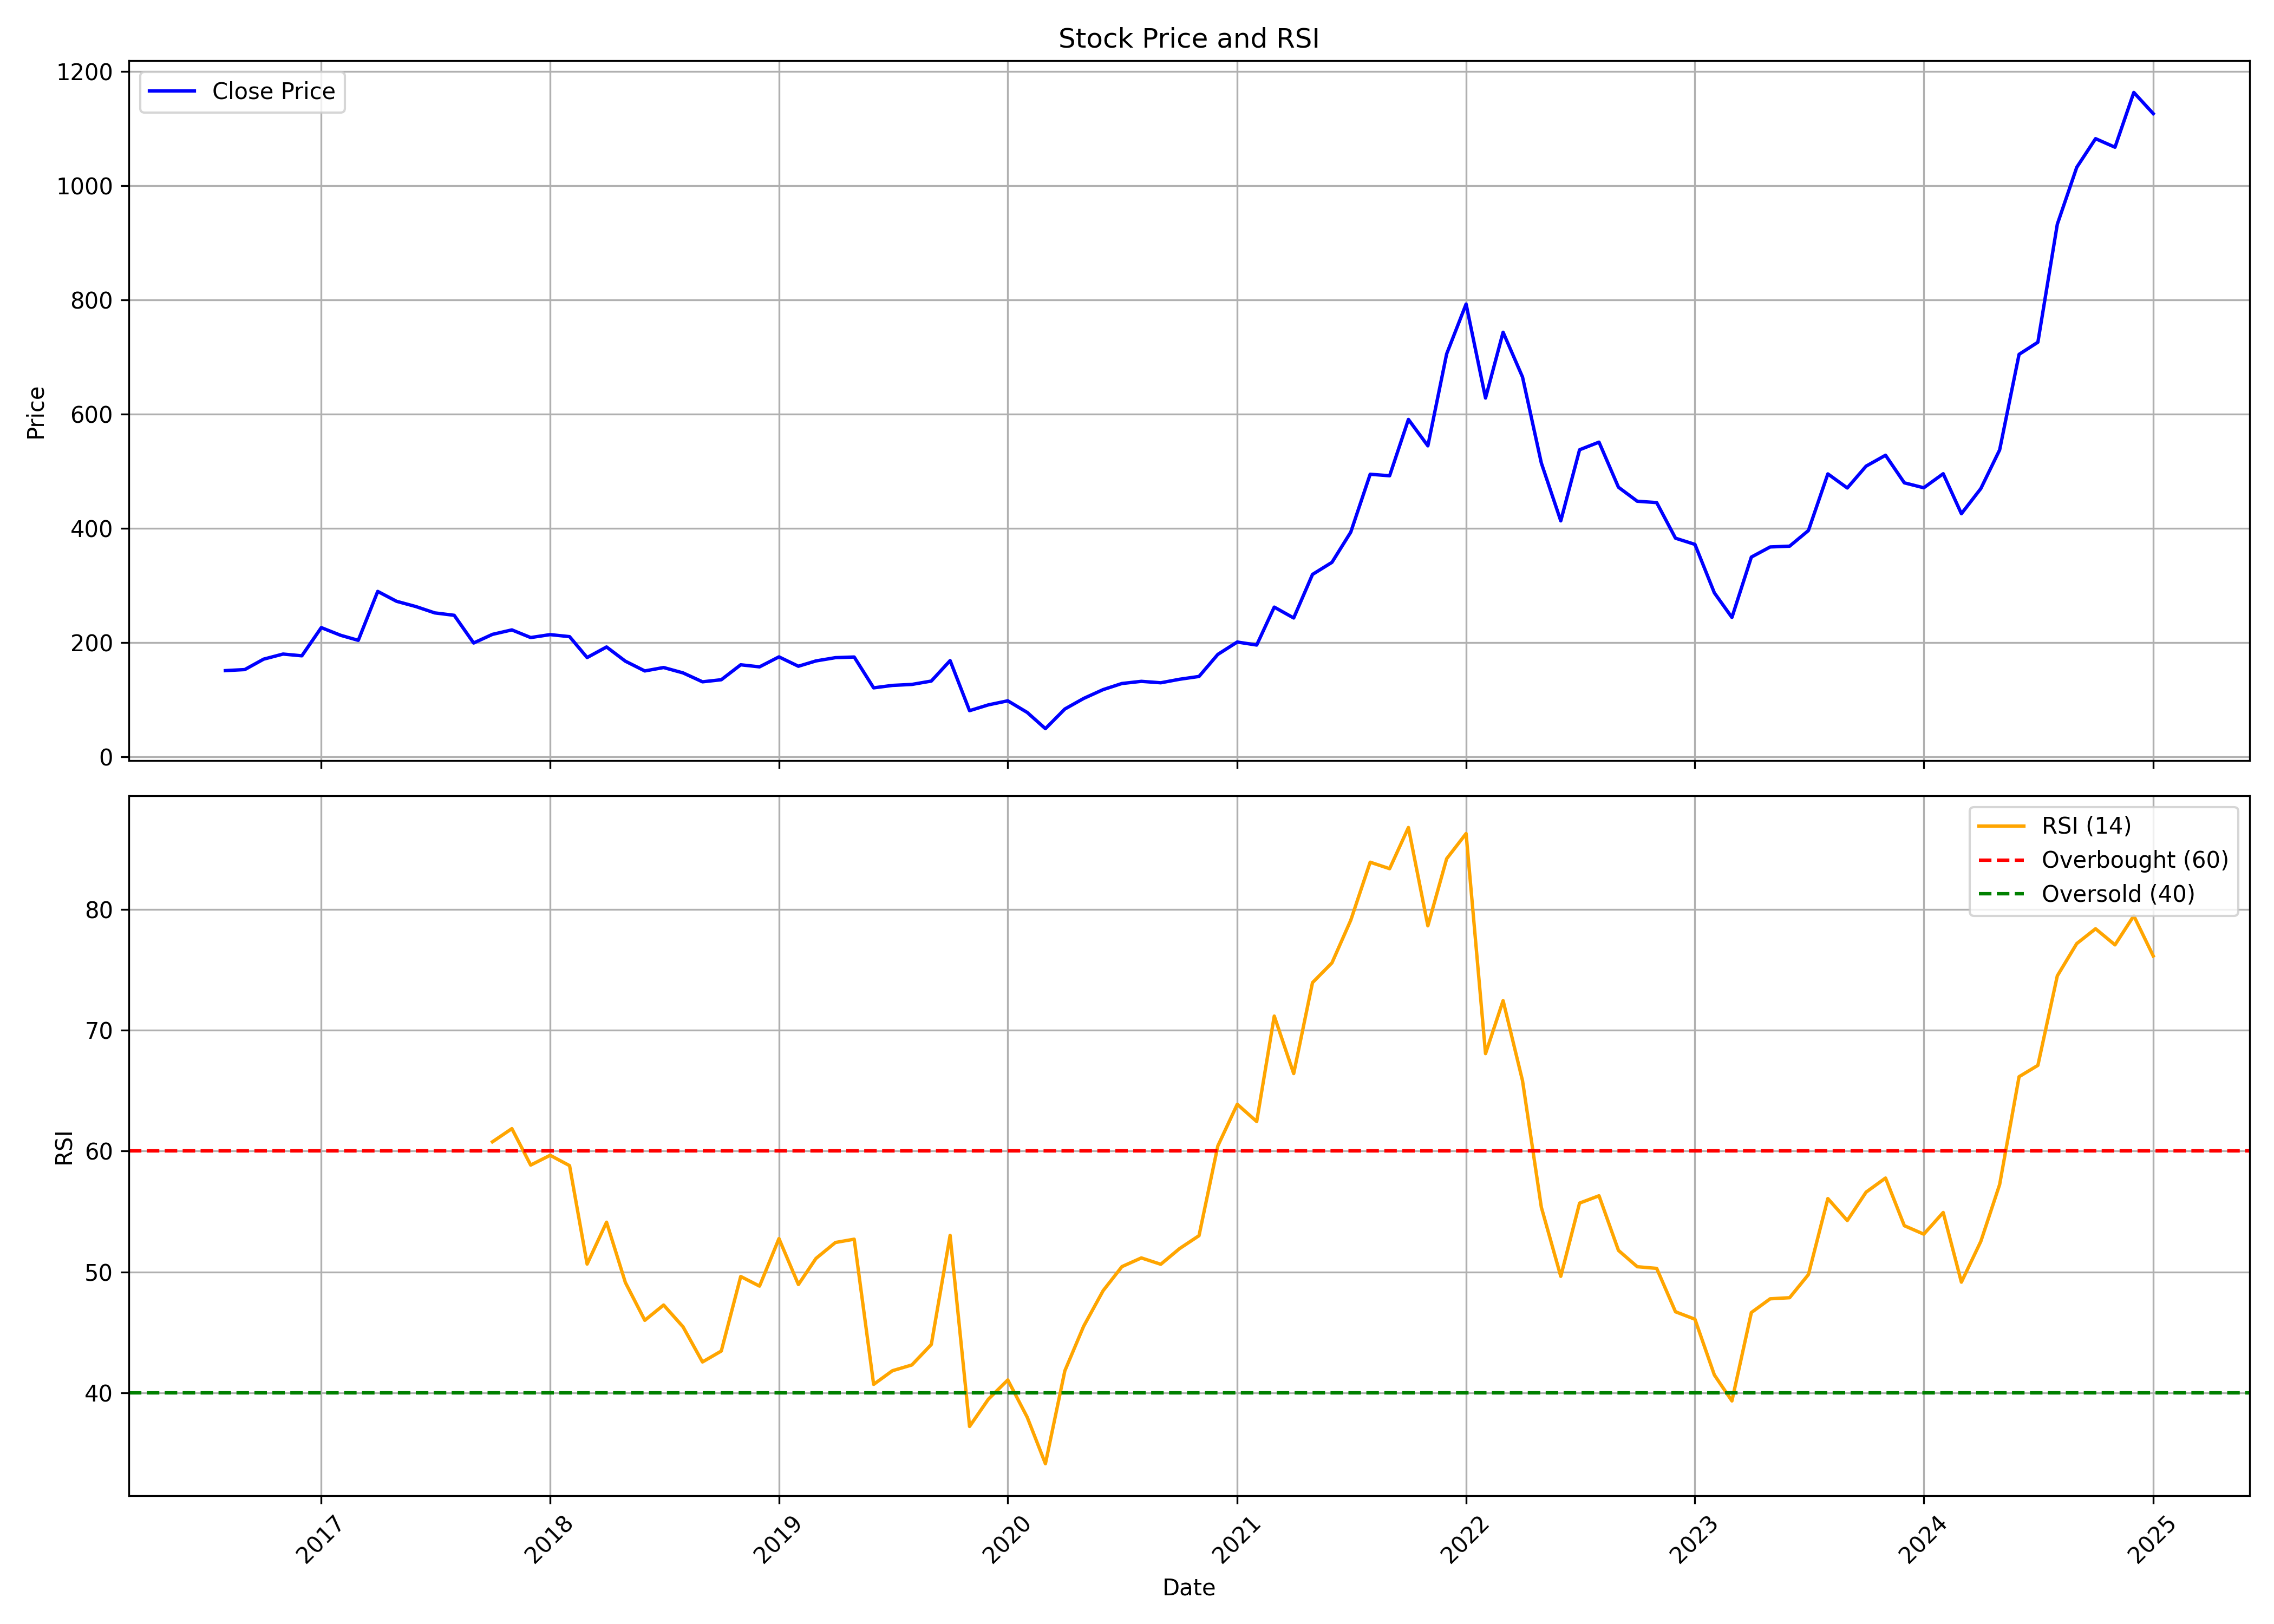 Stock Price and RSI
Close Price
1200
1000
800
600
400
200
0
Price
RSI (14)
Overbought (60)
Oversold (40)
80
70
60
50
40
RSI
2017 2018 2019 2020 2021 2022 2023 2024 2025
Date